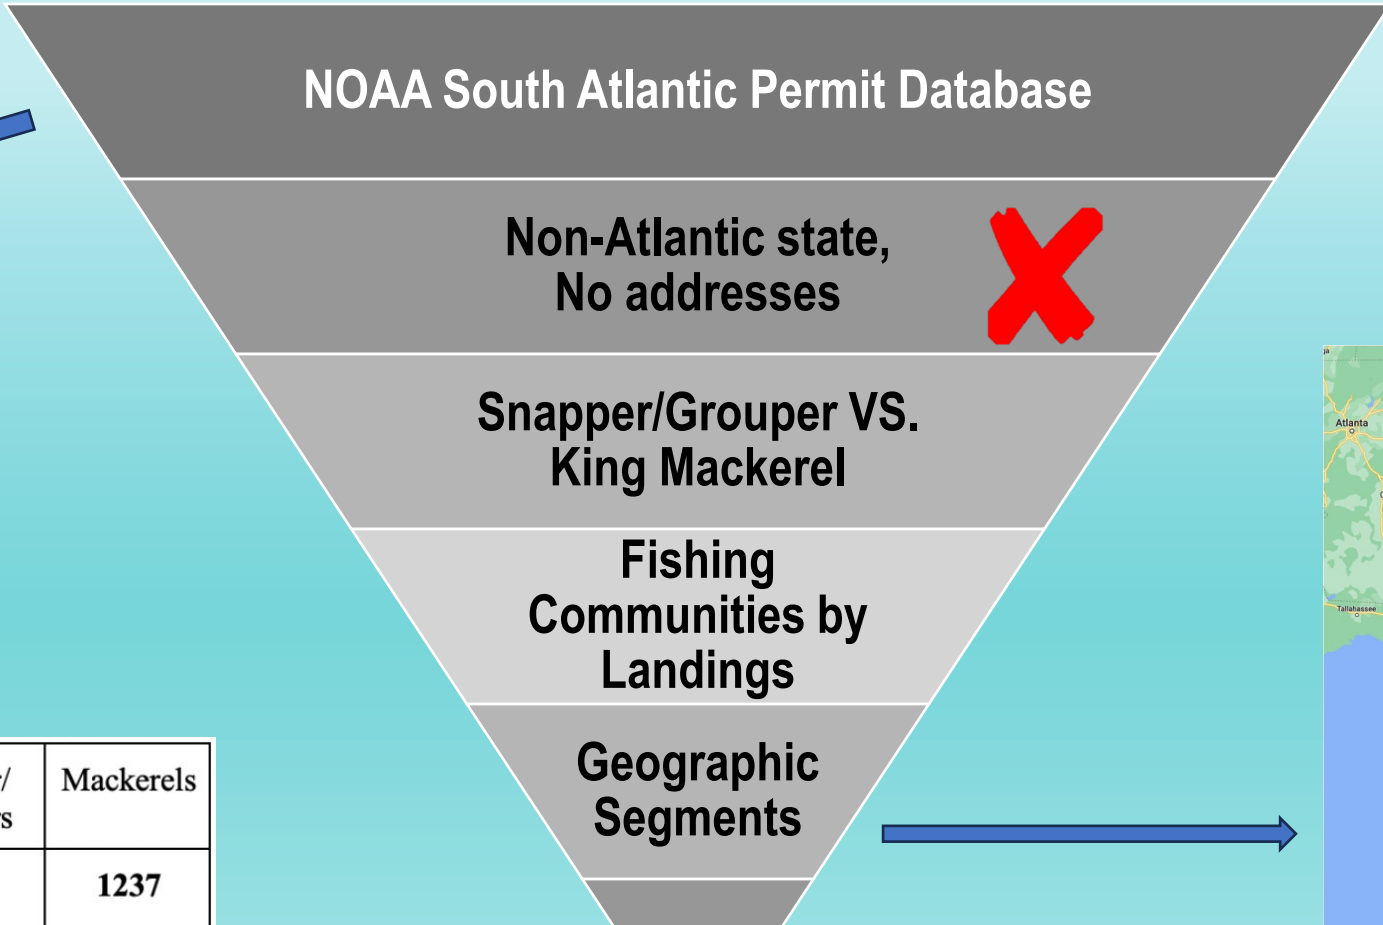 NOAA South Atlantic Permit Database
Non-Atlantic state,
No addresses
Snapper/Grouper VS.
King Mackerel
Fishing
Communities by
Landings
Geographic
Segments
Atlanta
Tallahassee
Mackerels
1237